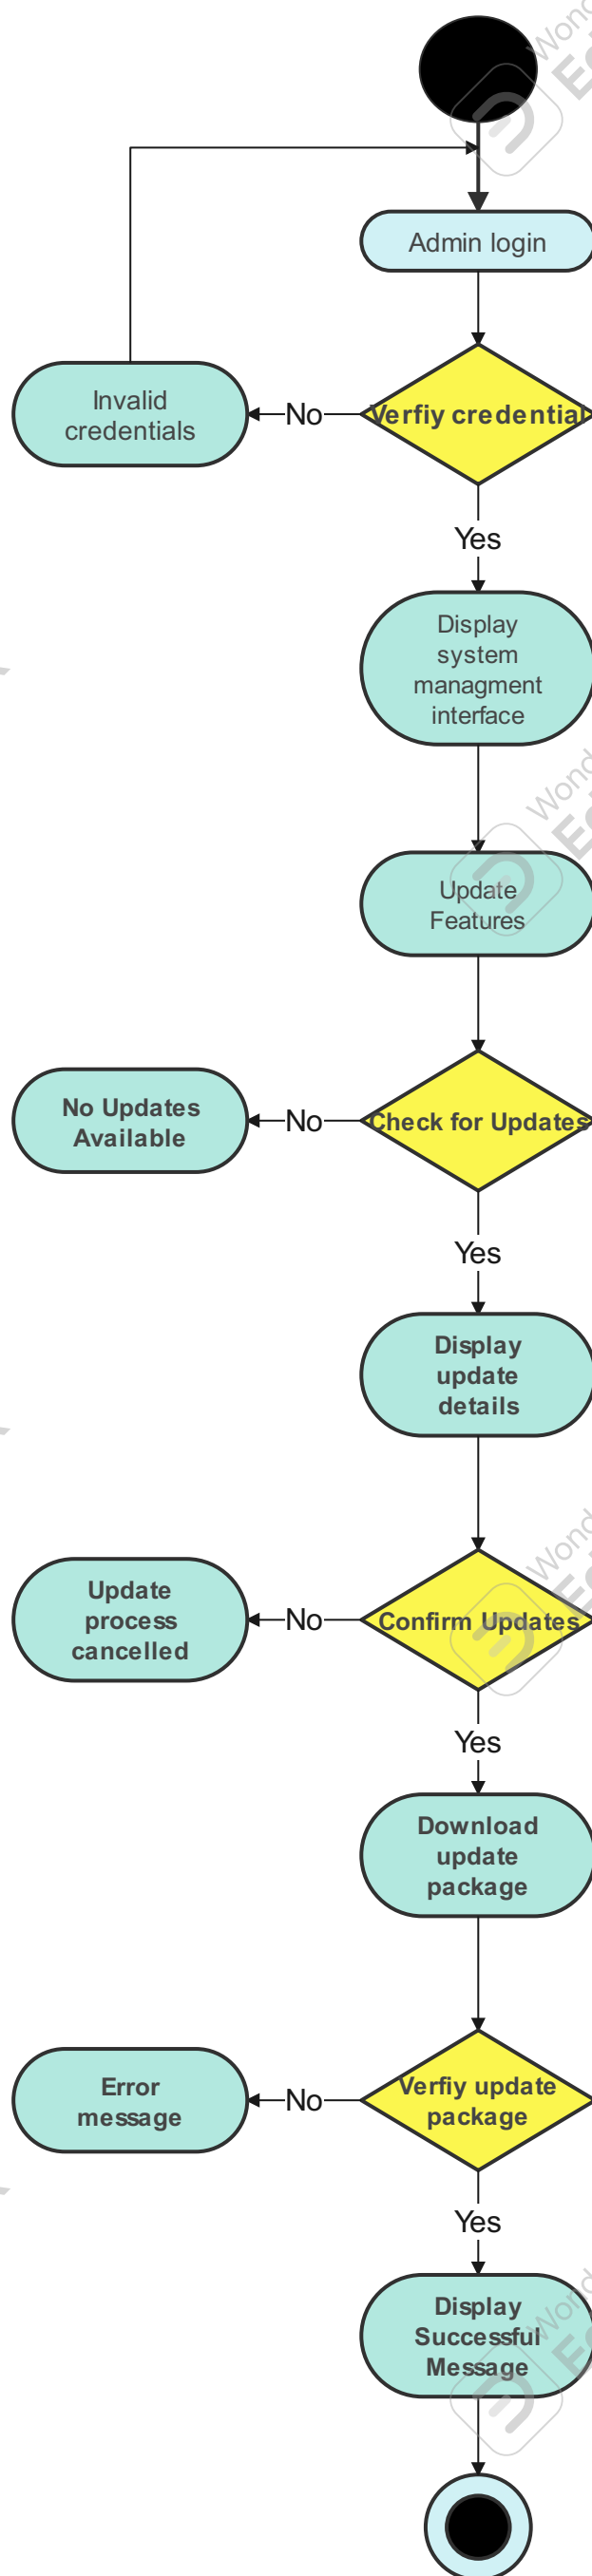 Admin login
Verfiy credential
No
Invalid
credentials
Yes
Display
system
managment
interface
Update
Features
Check for Updates
No
No Updates
Available
Yes
Display
update
details
Confirm Updates
No
Update
process
cancelled
Yes
Download
update
package
Verfiy update
package
No
Error
message
Yes
Display
Successful
Message